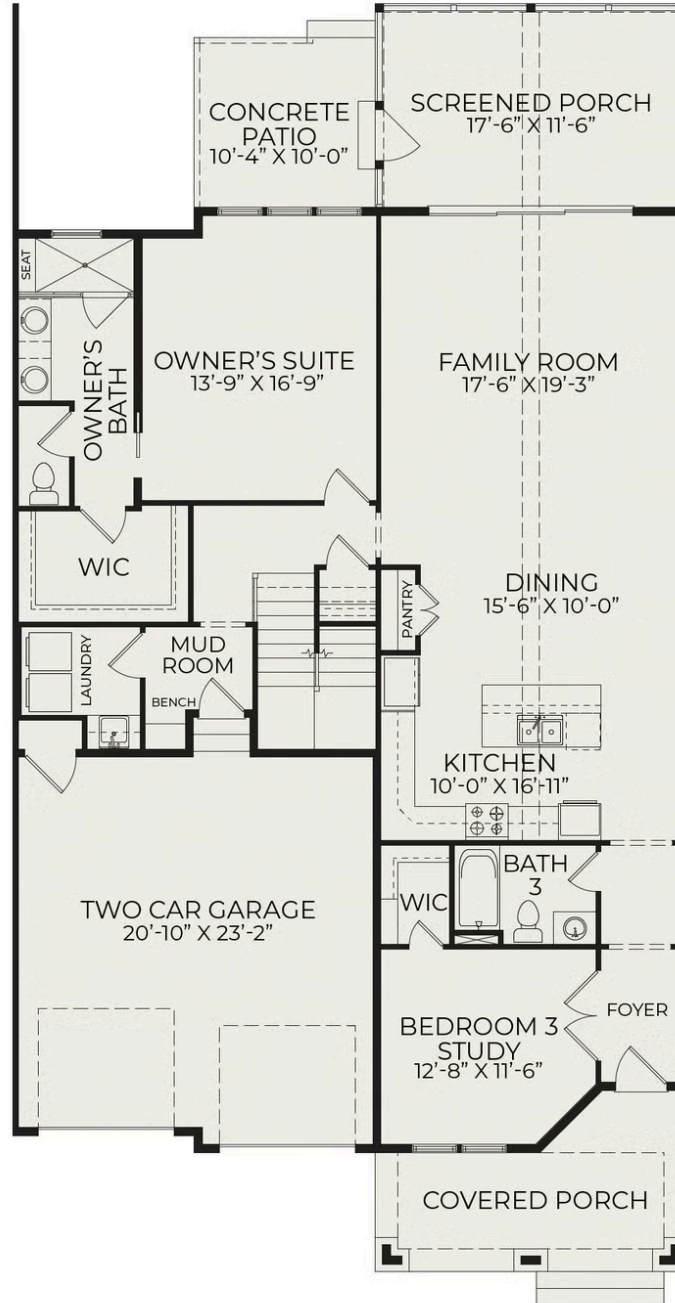 CONCRETE
PATIO
10'-4” X 10'-0”
SCREENED PORCH
17'-6” X 11'-6”
SEAT
OWNER'S
BATH
OWNER'S SUITE
13'-9” X 16'-9”
FAMILY ROOM
17'-6” X 19'-3”
WIC
PANTRY
DINING
15'-6” X 10'-0”
LAUNDRY
MUD
ROOM
BENCH
KITCHEN
10'-0” X 16'-11”
TWO CAR GARAGE
20'-10” X 23'-2”
WIC
BATH
3
BEDROOM 3
STUDY
12'-8” X 11'-6”
FOYER
COVERED PORCH